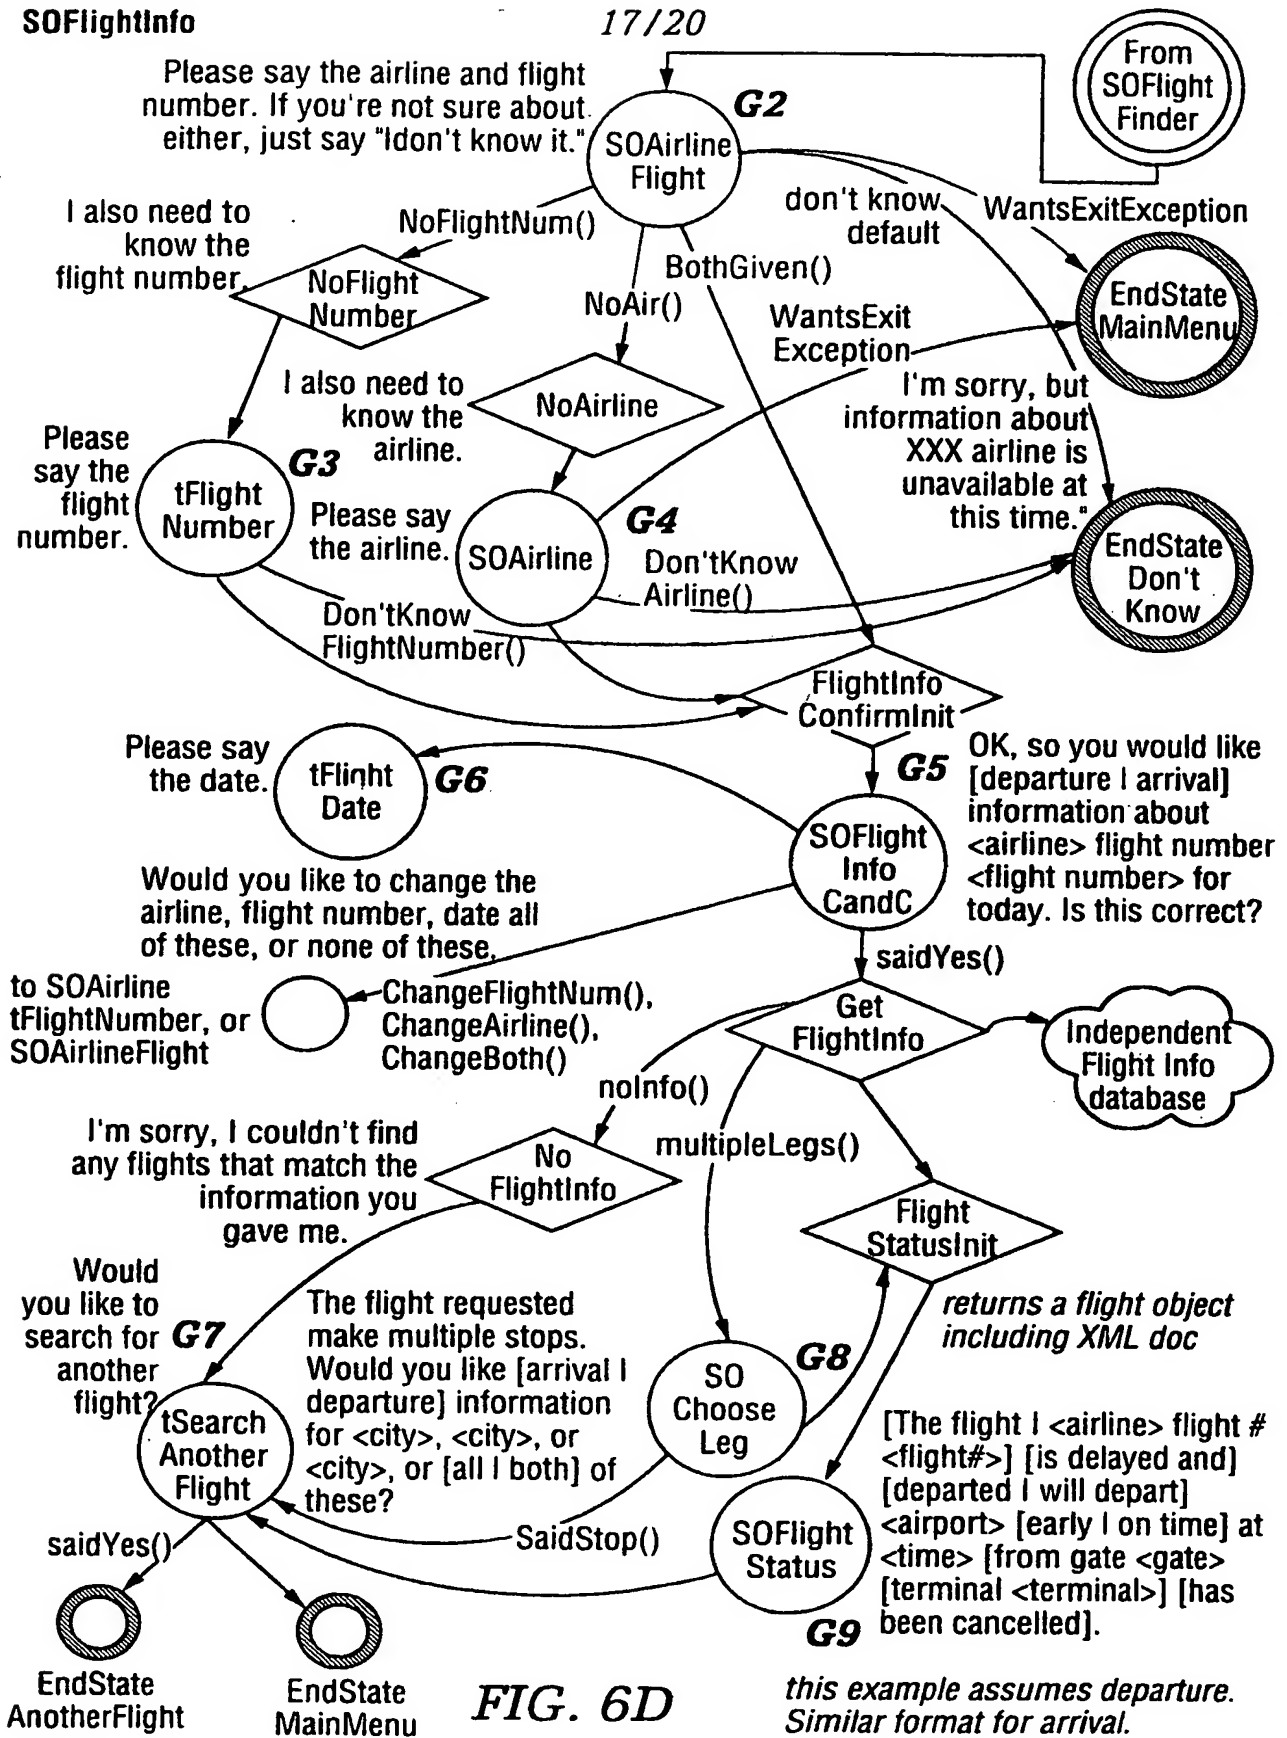 SOFlightInfo
17/20
From
SOFlight
Finder
Please say the airline and flight
number. If you're not sure about
either, just say "Idon't know it."
G2
SOAirline
Flight
don't know
default
WantsExitException
I also need to
know the
flight number.
NoFlightNum()
NoFlight
Number
BothGiven()
NoAir()
WantsExit
Exception
EndState
MainMenu
I also need to
know the
airline.
NoAirline
I'm sorry, but
information about
XXX airline is
unavailable at
this time."
Please
say the
flight
number.
G3
tFlight
Number
Please say
the airline.
SOAirline
G4
Don'tKnow
Airline()
EndState
Don't
Know
Don'tKnow
FlightNumber()
FlightInfo
ConfirmInit
Please say
the date.
tFlight
Date
G6
G5
OK, so you would like
[departure | arrival]
information about
<airline> flight number
<flight number> for
today. Is this correct?
SOFlight
Info
CandC
Would you like to change the
airline, flight number, date all
of these, or none of these.
saidYes()
to SOAirline
tFlightNumber, or
SOAirlineFlight
ChangeFlightNum(),
ChangeAirline(),
ChangeBoth()
Get
FlightInfo
Independent
Flight Info
database
noInfo()
multipleLegs()
I'm sorry, I couldn't find
any flights that match the
information you
gave me.
No
FlightInfo
Flight
StatusInit
returns a flight object
including XML doc
Would
you like to
search for
another
flight?
G7
tSearch
Another
Flight
The flight requested
make multiple stops.
Would you like [arrival |
departure] information
for <city>, <city>, or
<city>, or [all | both] of
these?
SO
Choose
Leg
G8
[The flight | <airline> flight #
<flight#>] [is delayed and]
[departed | will depart]
<airport> [early | on time] at
<time> [from gate <gate>
[terminal <terminal>] [has
been cancelled].
SaidStop()
SOFlight
Status
G9
saidYes()
EndState
AnotherFlight
EndState
MainMenu
FIG. 6D
this example assumes departure.
Similar format for arrival.